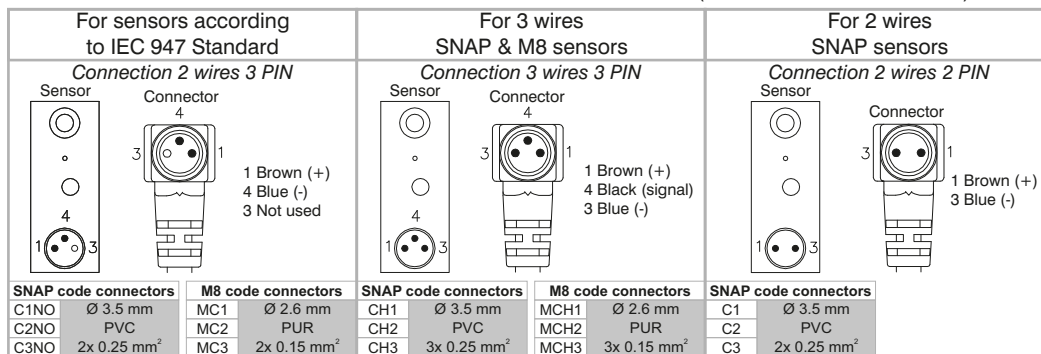 For sensors according
to IEC 947 Standard
Connection 2 wires 3 PIN
Sensor
Connector
4
3
1
1 Brown (+)
4 Blue (-)
3 Not used
4
1
3
SNAP code connectors
C1NO Ø 3.5 mm
C2NO PVC
C3NO 2x 0.25 mm²
M8 code connectors
MC1 Ø 2.6 mm
MC2 PUR
MC3 2x 0.15 mm²
For 3 wires
SNAP & M8 sensors
Connection 3 wires 3 PIN
Sensor
Connector
4
3
1
1 Brown (+)
4 Black (signal)
3 Blue (-)
4
1
3
SNAP code connectors
CH1 Ø 3.5 mm
CH2 PVC
CH3 3x 0.25 mm²
M8 code connectors
MCH1 Ø 2.6 mm
MCH2 PUR
MCH3 3x 0.15 mm²
For 2 wires
SNAP sensors
Connection 2 wires 2 PIN
Sensor
Connector
3
1
1 Brown (+)
3 Blue (-)
1
3
SNAP code connectors
C1 Ø 3.5 mm
C2 PVC
C3 2x 0.25 mm²